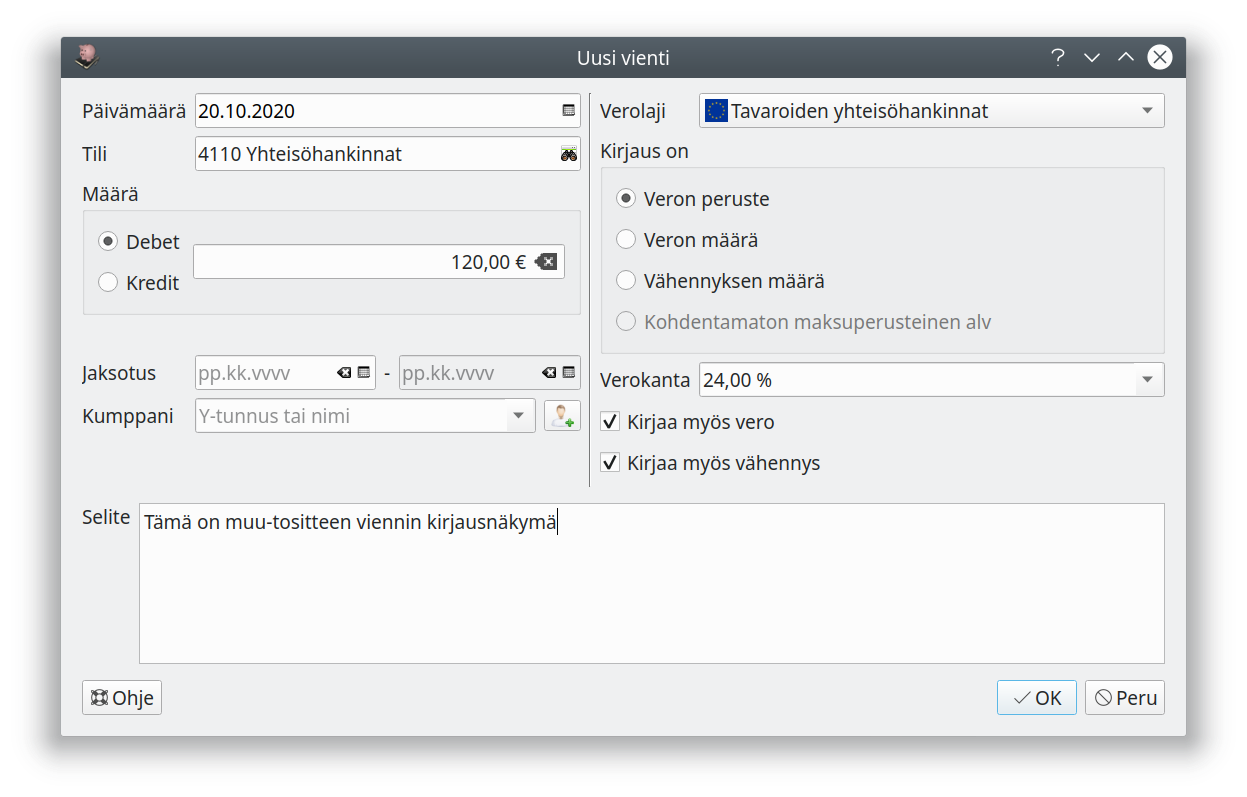 Uusi vienti
Päivämäärä 20.10.2020
Tili 4110 Yhteisöhankinnat
Määrä
Debet
Kredit
120,00 €
Jaksotus pp.kk.vvvv - pp.kk.vvvv
Kumppani Y-tunnus tai nimi
Verolaji Tavaroiden yhteisöhankinnat
Kirjaus on
Veron peruste
Veron määrä
Vähennyksen määrä
Kohdentamaton maksuperusteinen alv
Verokanta 24,00 %
Kirjaa myös vero
Kirjaa myös vähennys
Selite Tämä on muu-tositteen viennin kirjausnäkymä
Ohje OK Peru